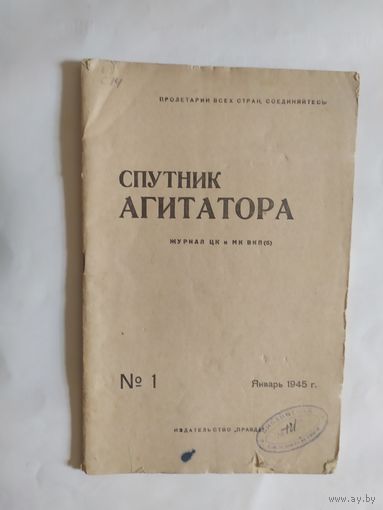 ПРОЛЕТАРИИ ВСЕХ СТРАН, СОЕДИНЯЙТЕСЬ!
СПУТНИК
АГИТАТОРА
ЖУРНАЛ ЦК и МК ВКП(б)
№ 1
Январь 1945 г.
ИЗДАТЕЛЬСТВО „ПРАВДА"
www.ay.by